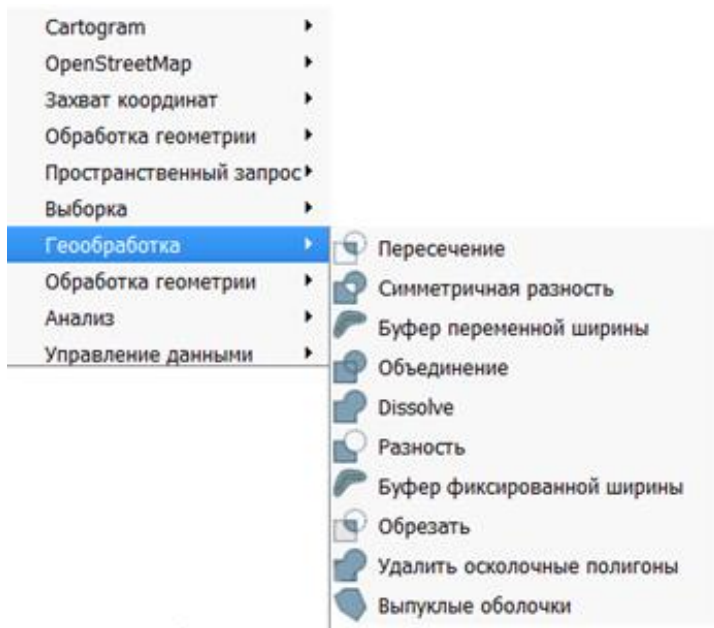 Cartogram
OpenStreetMap
Захват координат
Обработка геометрии
Пространственный запрос
Выборка
Геообработка
Обработка геометрии
Анализ
Управление данными
Пересечение
Симметричная разность
Буфер переменной ширины
Объединение
Dissolve
Разность
Буфер фиксированной ширины
Обрезать
Удалить осколочные полигоны
Выпуклые оболочки